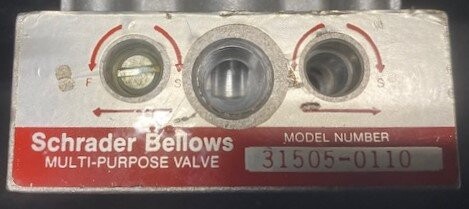 F S S
Schrader Bellows
MULTI-PURPOSE VALVE
MODEL NUMBER
31505-0110